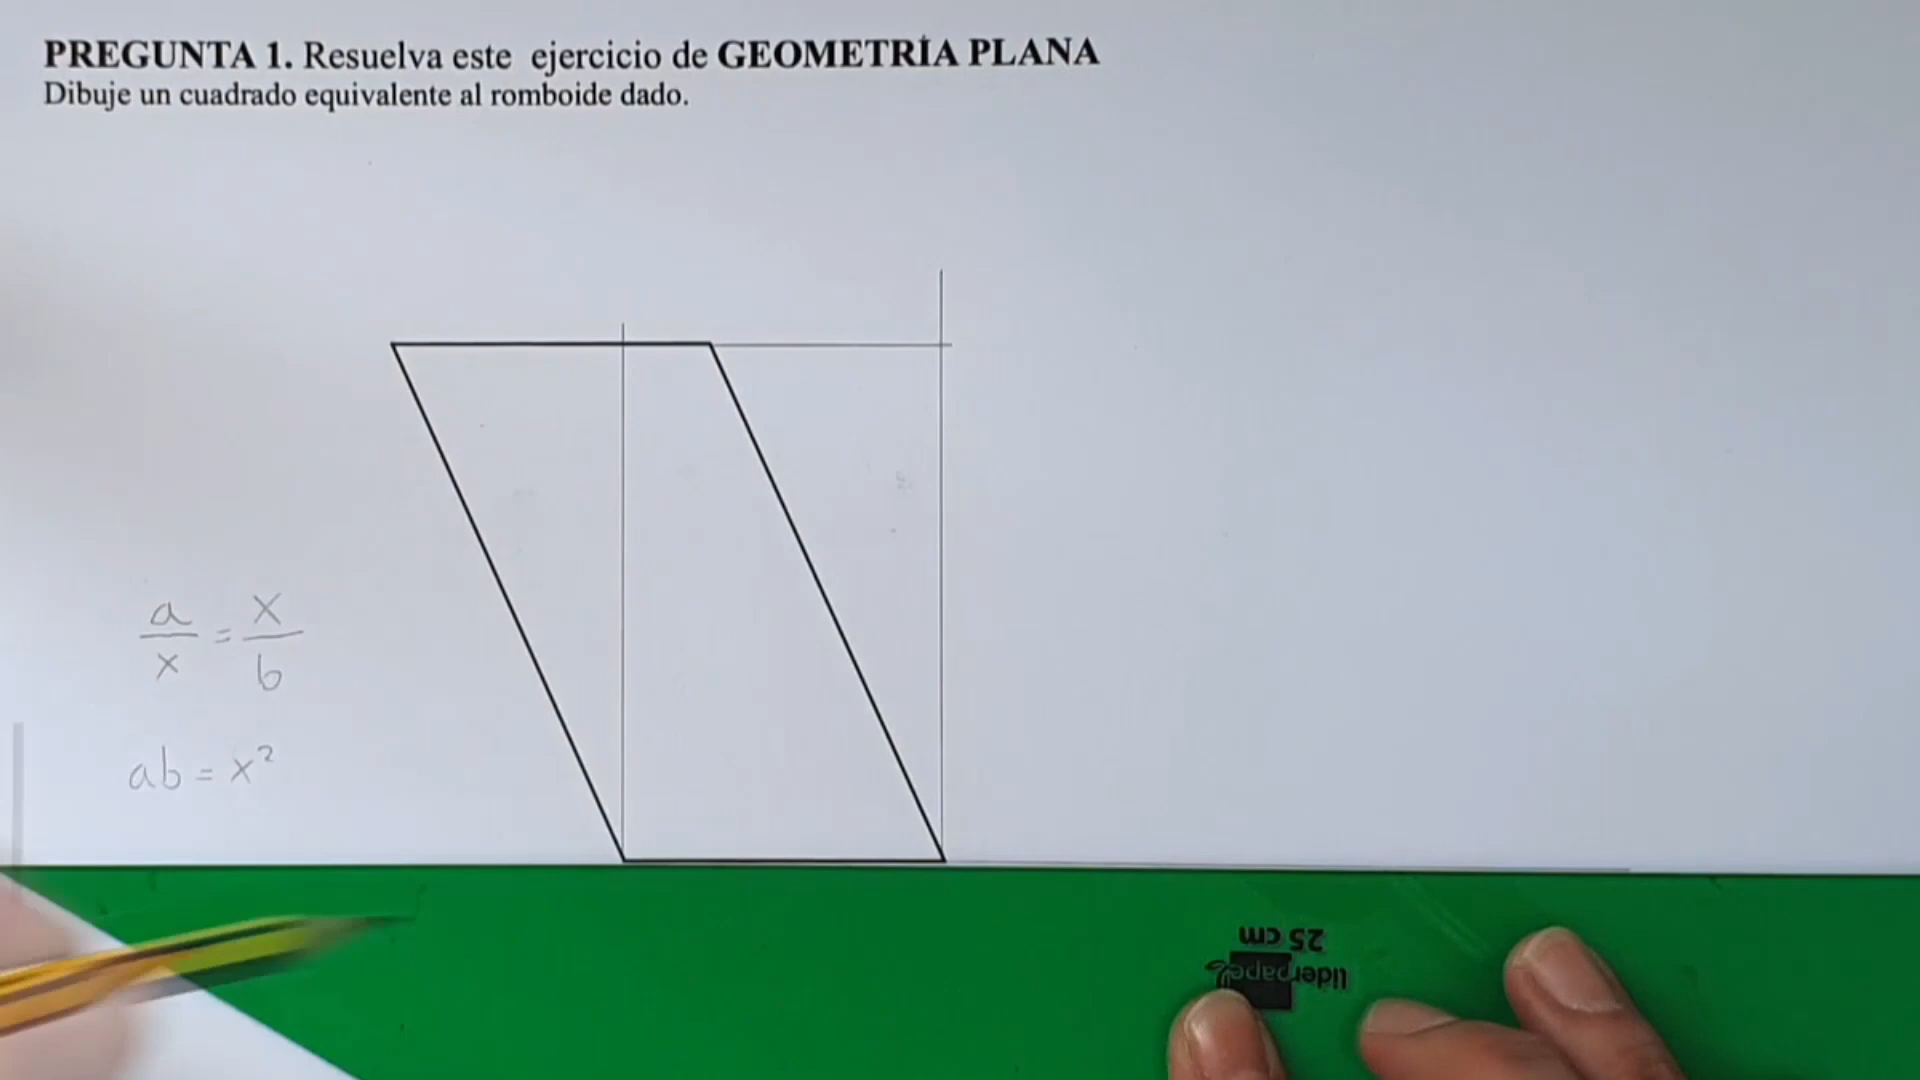 PREGUNTA 1. Resuelva este ejercicio de GEOMETRÍA PLANA
Dibuje un cuadrado equivalente al romboide dado.
a/x = x/b
ab = x²
25 cm
liderpapel